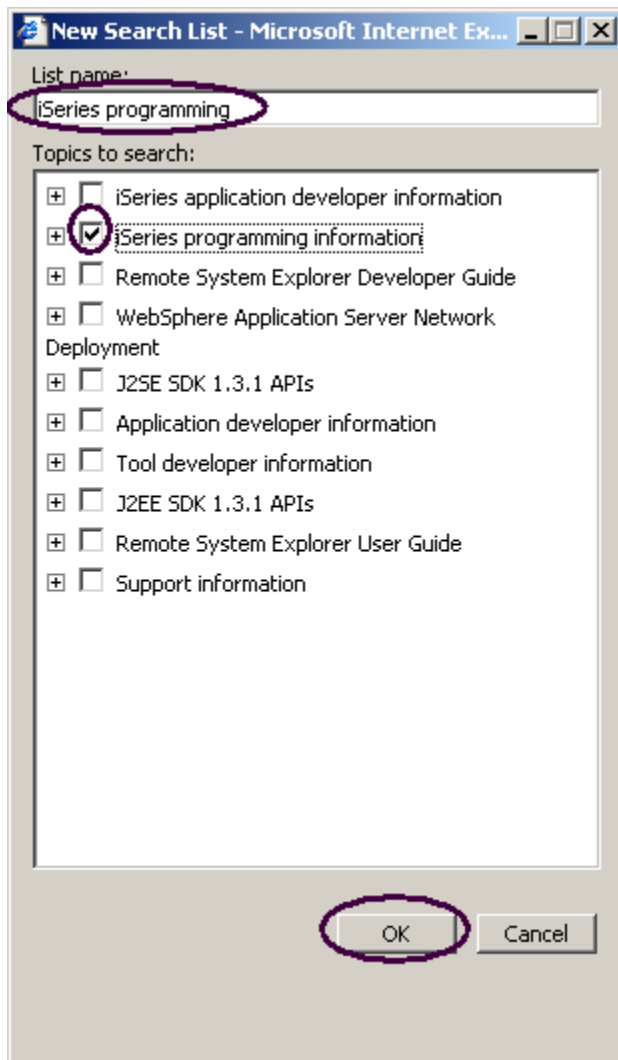 New Search List - Microsoft Internet Ex...
List name:
iSeries programming
Topics to search:
iSeries application developer information
iSeries programming information
Remote System Explorer Developer Guide
WebSphere Application Server Network
Deployment
J2SE SDK 1.3.1 APIs
Application developer information
Tool developer information
J2EE SDK 1.3.1 APIs
Remote System Explorer User Guide
Support information
OK Cancel